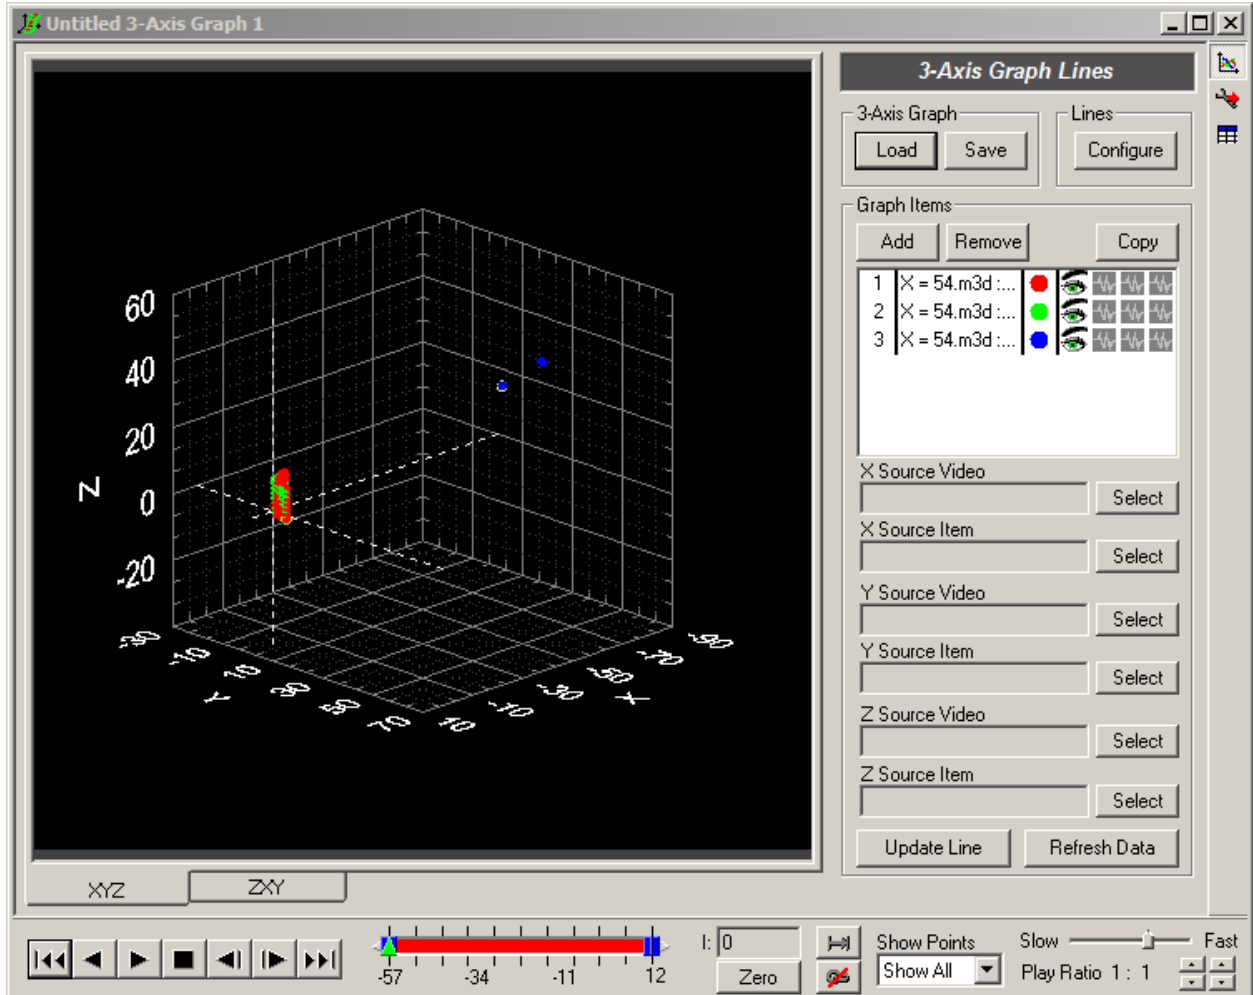 Untitled 3-Axis Graph 1
3-Axis Graph Lines
3-Axis Graph
Lines
Load
Save
Configure
Graph Items
Add
Remove
Copy
1 X = 54.m3d :...
2 X = 54.m3d :...
3 X = 54.m3d :...
X Source Video
Select
X Source Item
Select
Y Source Video
Select
Y Source Item
Select
Z Source Video
Select
Z Source Item
Select
Update Line
Refresh Data
60
40
20
0
-20
Z
-10
10
70
Y
10
-10
-30
-50
-70
-90
X
XYZ
ZXY
-57
-34
-11
12
I: 0
Zero
Show Points
Show All
Slow
Fast
Play Ratio 1 : 1